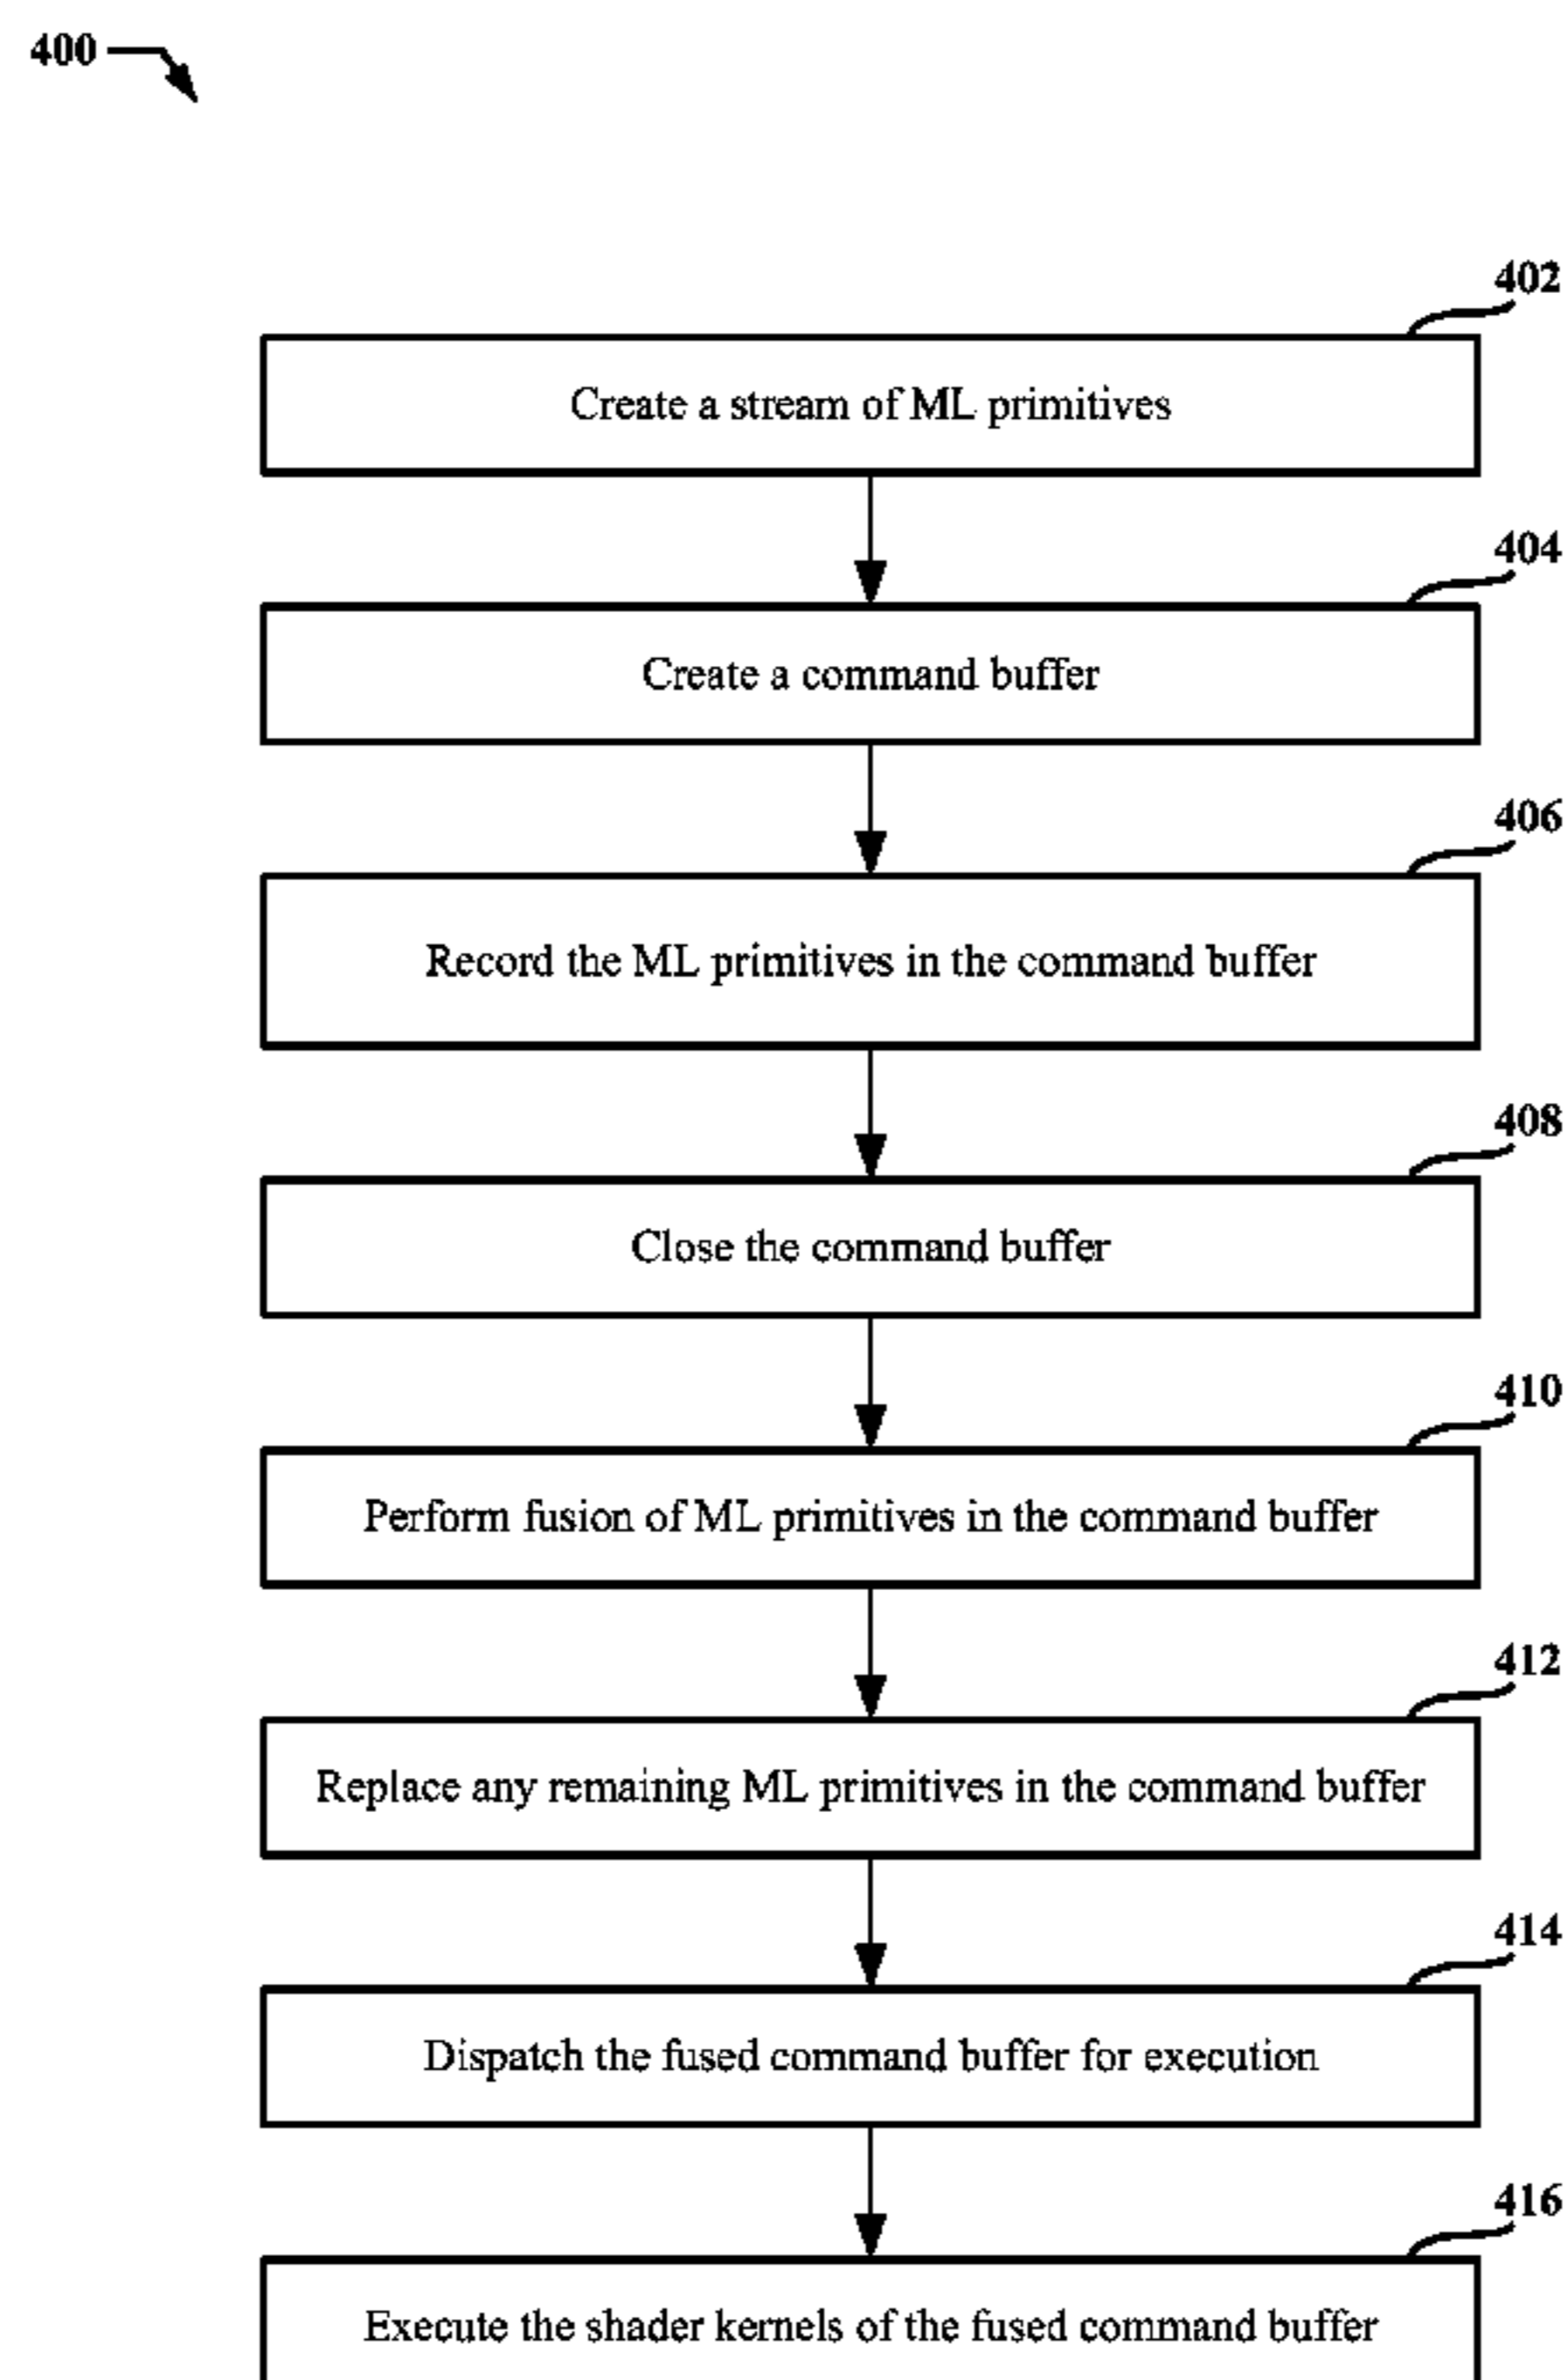 400
402
Create a stream of ML primitives
404
Create a command buffer
406
Record the ML primitives in the command buffer
408
Close the command buffer
410
Perform fusion of ML primitives in the command buffer
412
Replace any remaining ML primitives in the command buffer
414
Dispatch the fused command buffer for execution
416
Execute the shader kernels of the fused command buffer